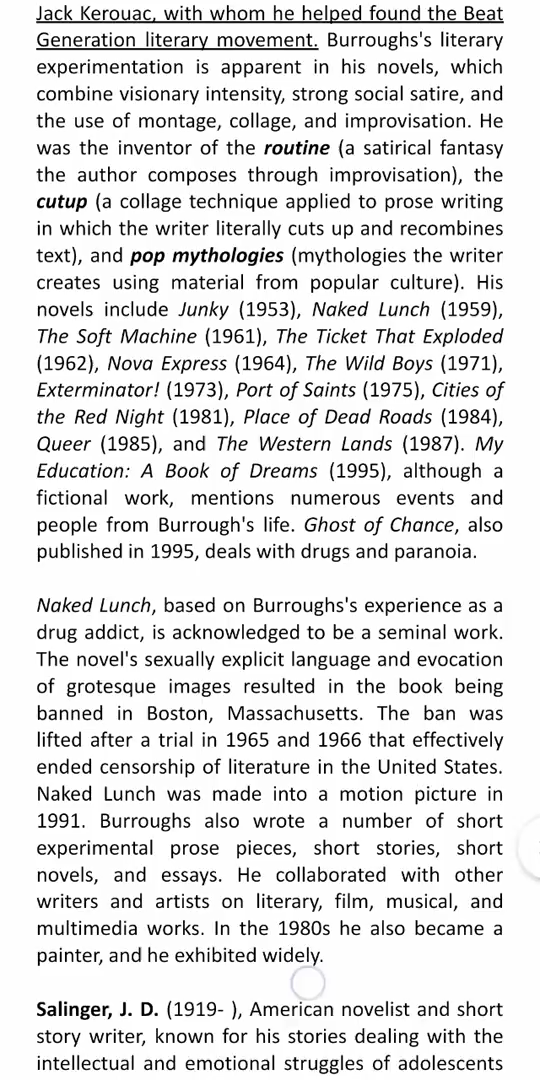 Jack Kerouac, with whom he helped found the Beat
Generation literary movement. Burroughs's literary
experimentation is apparent in his novels, which
combine visionary intensity, strong social satire, and
the use of montage, collage, and improvisation. He
was the inventor of the routine (a satirical fantasy
the author composes through improvisation), the
cutup (a collage technique applied to prose writing
in which the writer literally cuts up and recombines
text), and pop mythologies (mythologies the writer
creates using material from popular culture). His
novels include Junky (1953), Naked Lunch (1959),
The Soft Machine (1961), The Ticket That Exploded
(1962), Nova Express (1964), The Wild Boys (1971),
Exterminator! (1973), Port of Saints (1975), Cities of
the Red Night (1981), Place of Dead Roads (1984),
Queer (1985), and The Western Lands (1987). My
Education: A Book of Dreams (1995), although a
fictional work, mentions numerous events and
people from Burrough's life. Ghost of Chance, also
published in 1995, deals with drugs and paranoia.
Naked Lunch, based on Burroughs's experience as a
drug addict, is acknowledged to be a seminal work.
The novel's sexually explicit language and evocation
of grotesque images resulted in the book being
banned in Boston, Massachusetts. The ban was
lifted after a trial in 1965 and 1966 that effectively
ended censorship of literature in the United States.
Naked Lunch was made into a motion picture in
1991. Burroughs also wrote a number of short
experimental prose pieces, short stories, short
novels, and essays. He collaborated with other
writers and artists on literary, film, musical, and
multimedia works. In the 1980s he also became a
painter, and he exhibited widely.
Salinger, J. D. (1919- ), American novelist and short
story writer, known for his stories dealing with the
intellectual and emotional struggles of adolescents